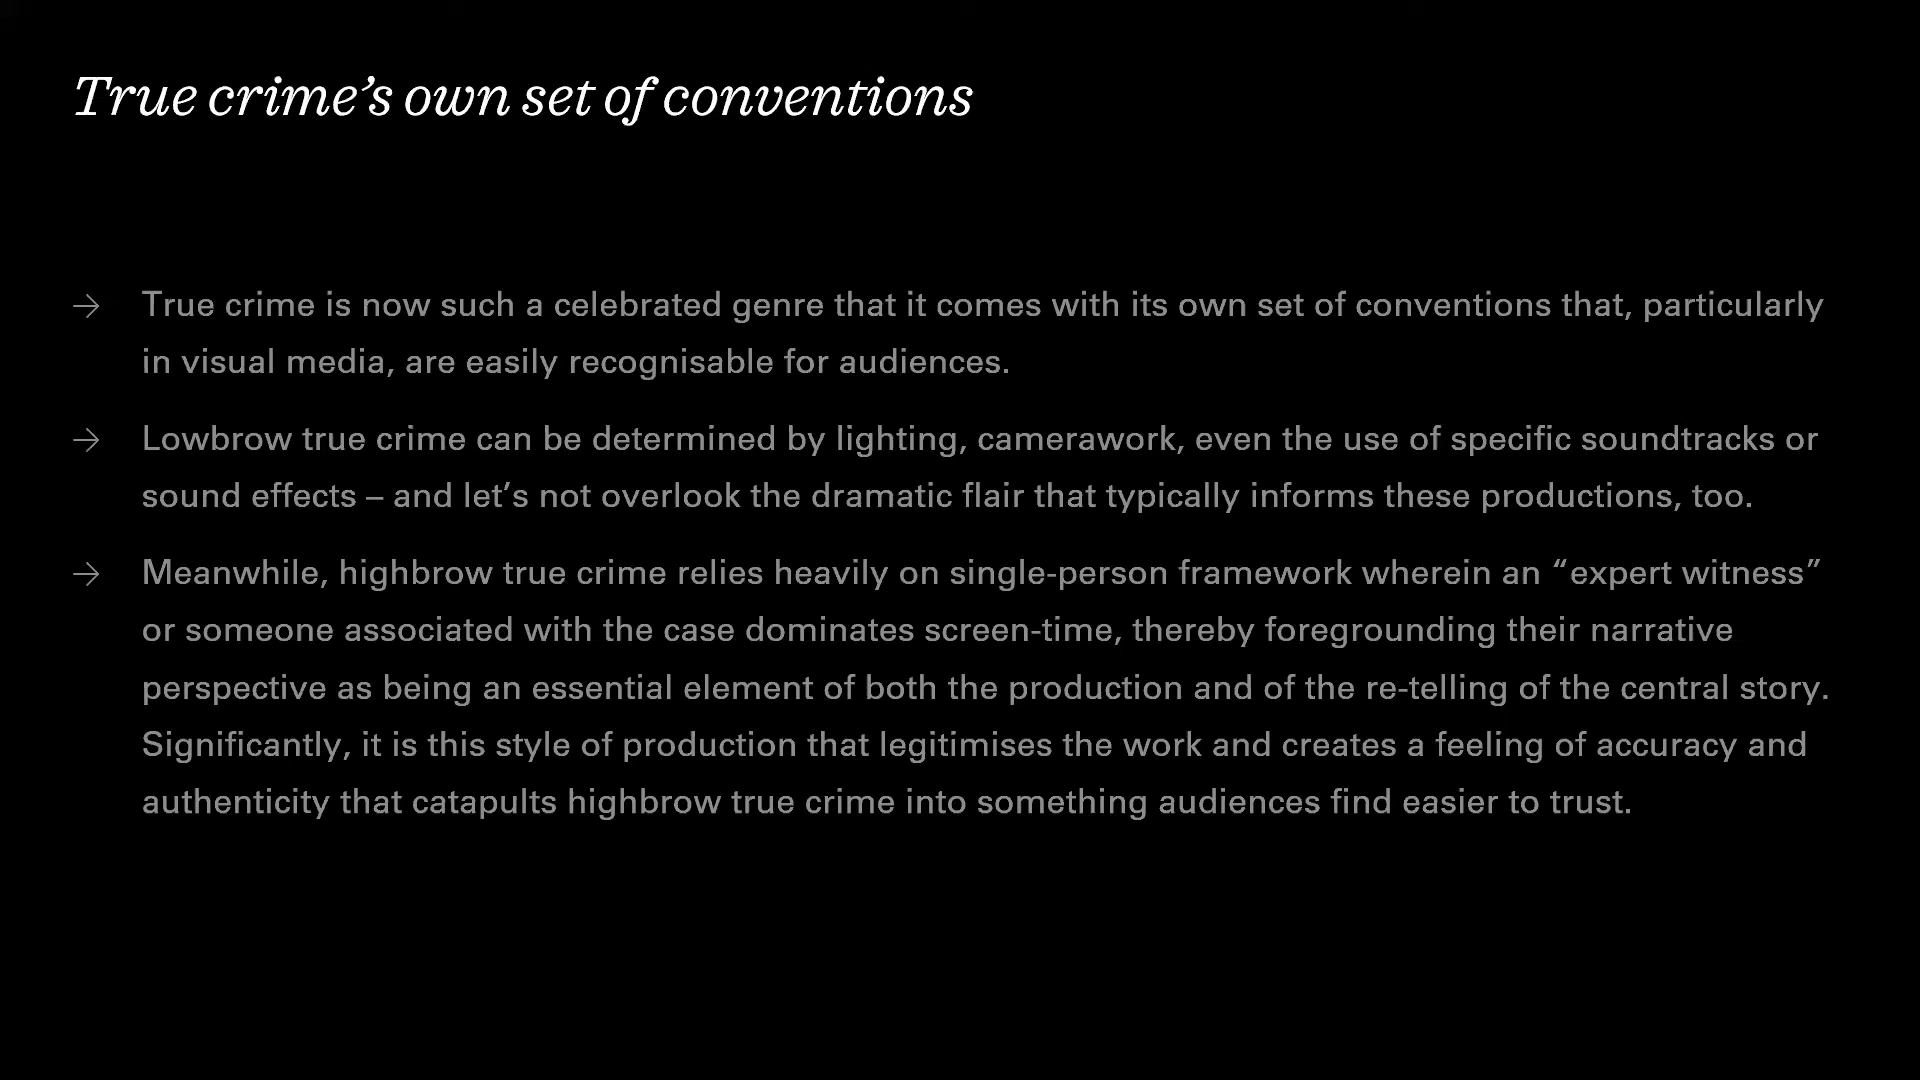 True crime’s own set of conventions
→ True crime is now such a celebrated genre that it comes with its own set of conventions that, particularly
in visual media, are easily recognisable for audiences.
→ Lowbrow true crime can be determined by lighting, camerawork, even the use of specific soundtracks or
sound effects – and let’s not overlook the dramatic flair that typically informs these productions, too.
→ Meanwhile, highbrow true crime relies heavily on single-person framework wherein an “expert witness”
or someone associated with the case dominates screen-time, thereby foregrounding their narrative
perspective as being an essential element of both the production and of the re-telling of the central story.
Significantly, it is this style of production that legitimises the work and creates a feeling of accuracy and
authenticity that catapults highbrow true crime into something audiences find easier to trust.